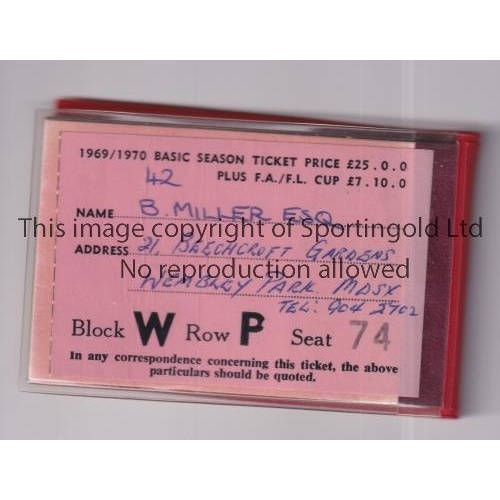 1969/1970 BASIC SEASON TICKET PRICE £25.0.0
42 PLUS F.A./F.L. CUP £7.10.0
NAME B. MILLER ESQ.
This image copyright of Sportingold Ltd
ADDRESS 21, BEECHCROFT GARDENS
No reproduction allowed
WEMBLEY PARK MDSX
TEL: 904 2902
Block W Row P Seat 74
In any correspondence concerning this ticket, the above
particulars should be quoted.